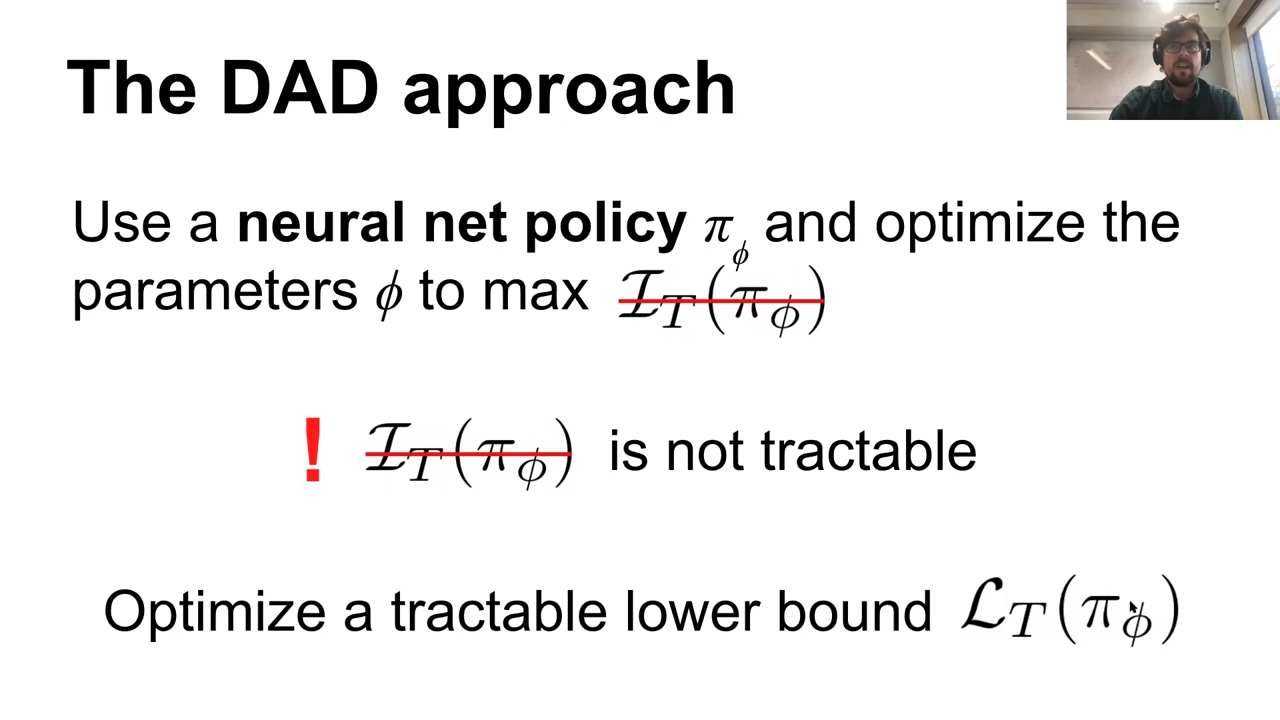 The DAD approach
Use a neural net policy π_ϕ and optimize the
parameters ϕ to max 𝓘_T(π_ϕ)
! 𝓘_T(π_ϕ) is not tractable
Optimize a tractable lower bound 𝓛_T(π_ϕ)